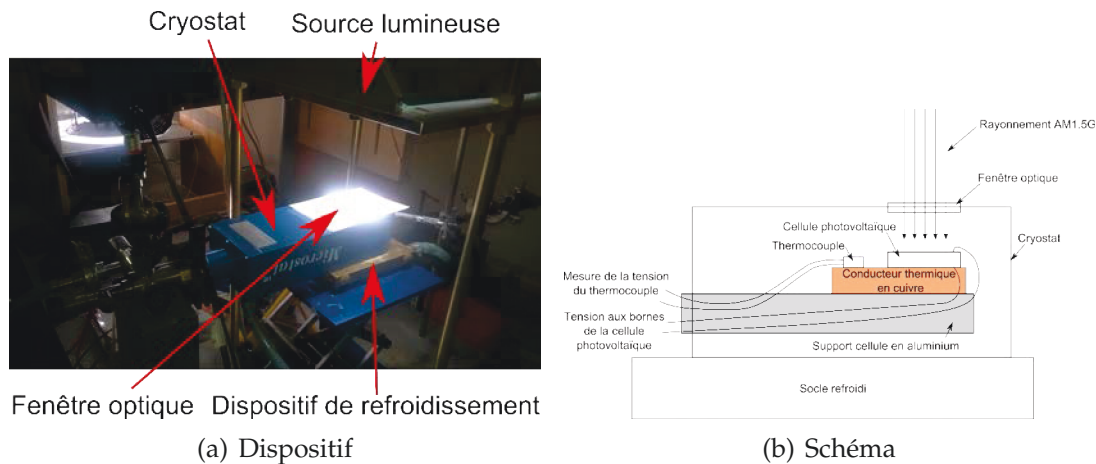 Cryostat
Source lumineuse
Microstat
Fenêtre optique
Dispositif de refroidissement
(a) Dispositif
Rayonnement AM1.5G
Fenêtre optique
Cellule photovoltaïque
Cryostat
Thermocouple
Mesure de la tension
du thermocouple
Conducteur thermique
en cuivre
Tension aux bornes
de la cellule
photovoltaïque
Support cellule en aluminium
Socle refroidi
(b) Schéma